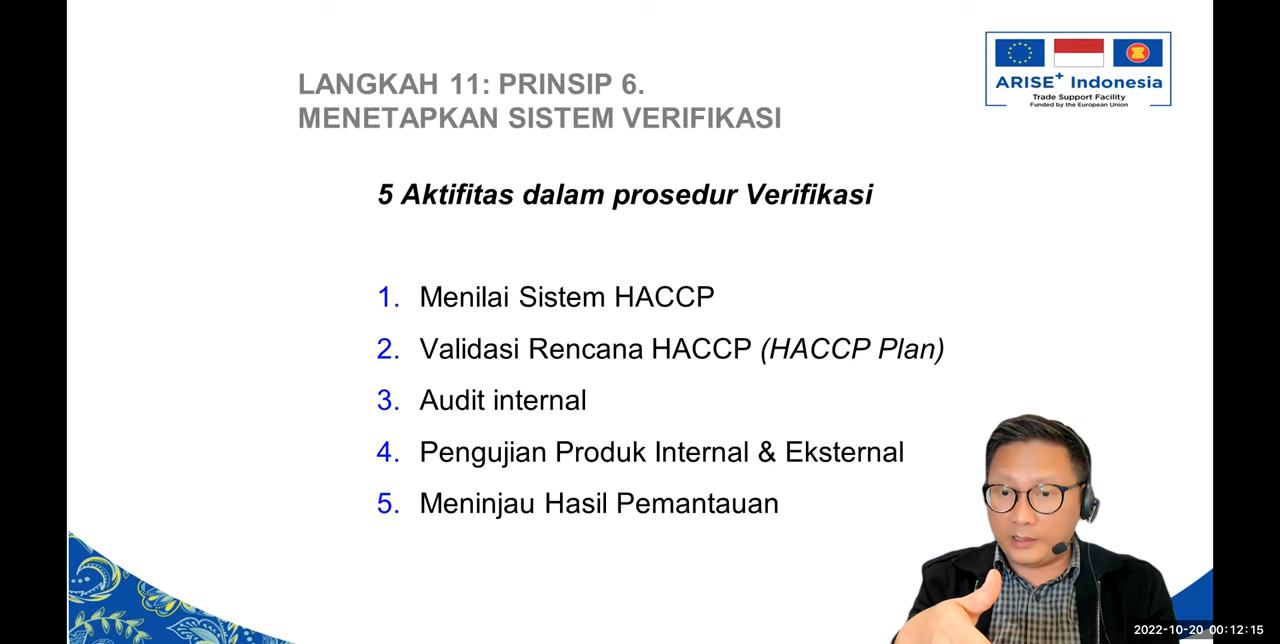 LANGKAH 11: PRINSIP 6.
MENETAPKAN SISTEM VERIFIKASI
ARISE+ Indonesia
Trade Support Facility
Funded by the European Union
5 Aktifitas dalam prosedur Verifikasi
1. Menilai Sistem HACCP
2. Validasi Rencana HACCP (HACCP Plan)
3. Audit internal
4. Pengujian Produk Internal & Eksternal
5. Meninjau Hasil Pemantauan
2022-10-20 00:12:15